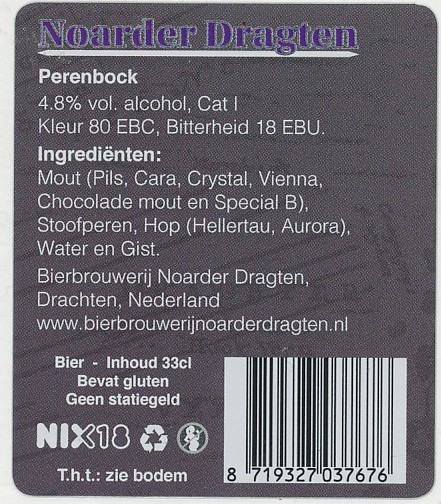 Noarder Dragten
Perenbock
4.8% vol. alcohol, Cat I
Kleur 80 EBC, Bitterheid 18 EBU.
Ingrediënten:
Mout (Pils, Cara, Crystal, Vienna,
Chocolade mout en Special B),
Stoofperen, Hop (Hellertau, Aurora),
Water en Gist.
Bierbrouwerij Noarder Dragten,
Drachten, Nederland
www.bierbrouwerijnoarderdragten.nl
Bier - Inhoud 33cl
Bevat gluten
Geen statiegeld
NIX18
T.h.t.: zie bodem
8 719327 037676